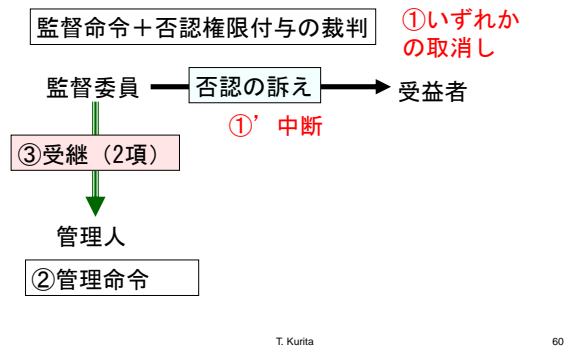 監督命令＋否認権限付与の裁判
①いずれか
の取消し
監督委員
否認の訴え
受益者
①’中断
③受継（2項）
管理人
②管理命令
T. Kurita
60